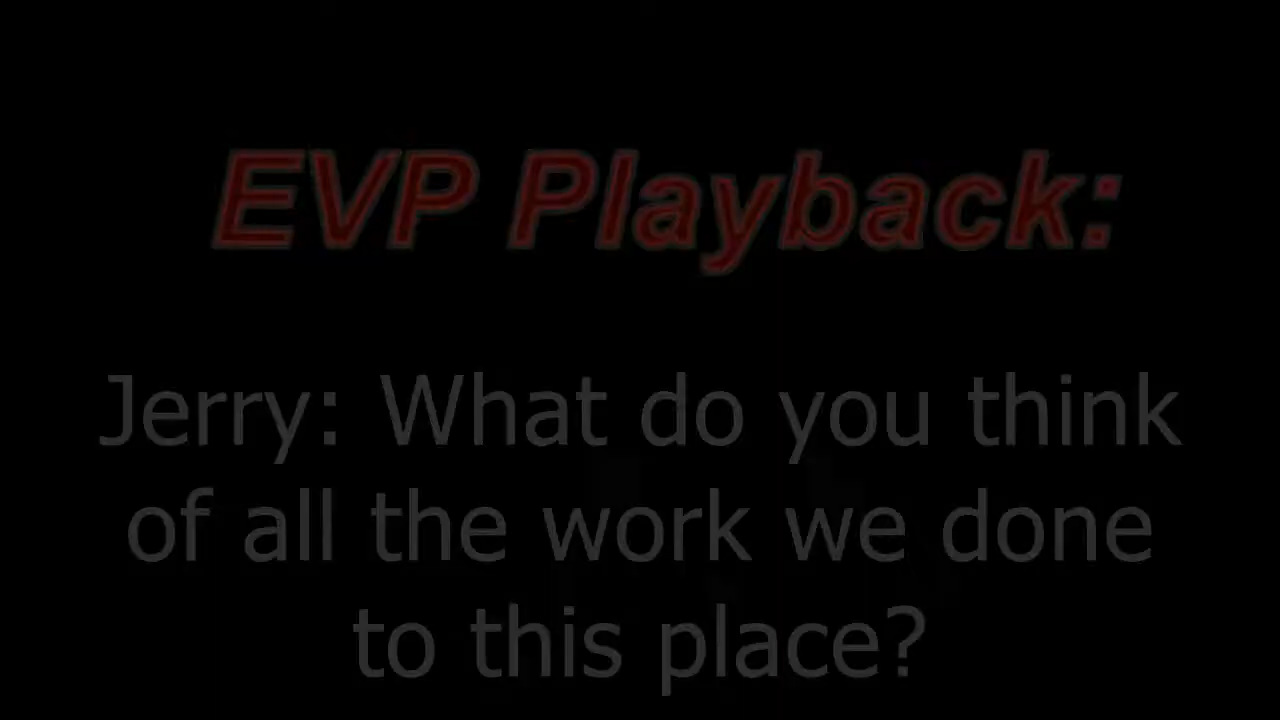 EVP Playback:
Jerry: What do you think
of all the work we done
to this place?